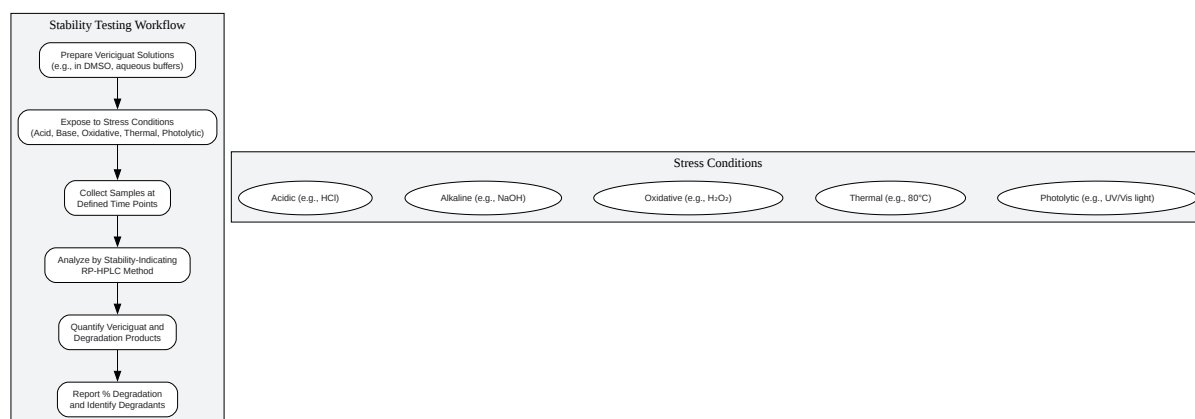 Stability Testing Workflow
Prepare Vericiguat Solutions
(e.g., in DMSO, aqueous buffers)
Expose to Stress Conditions
(Acid, Base, Oxidative, Thermal, Photolytic)
Collect Samples at
Defined Time Points
Analyze by Stability-Indicating
RP-HPLC Method
Quantify Vericiguat and
Degradation Products
Report % Degradation
and Identify Degradants
Stress Conditions
Acidic (e.g., HCl)
Alkaline (e.g., NaOH)
Oxidative (e.g., H₂O₂)
Thermal (e.g., 80°C)
Photolytic (e.g., UV/Vis light)